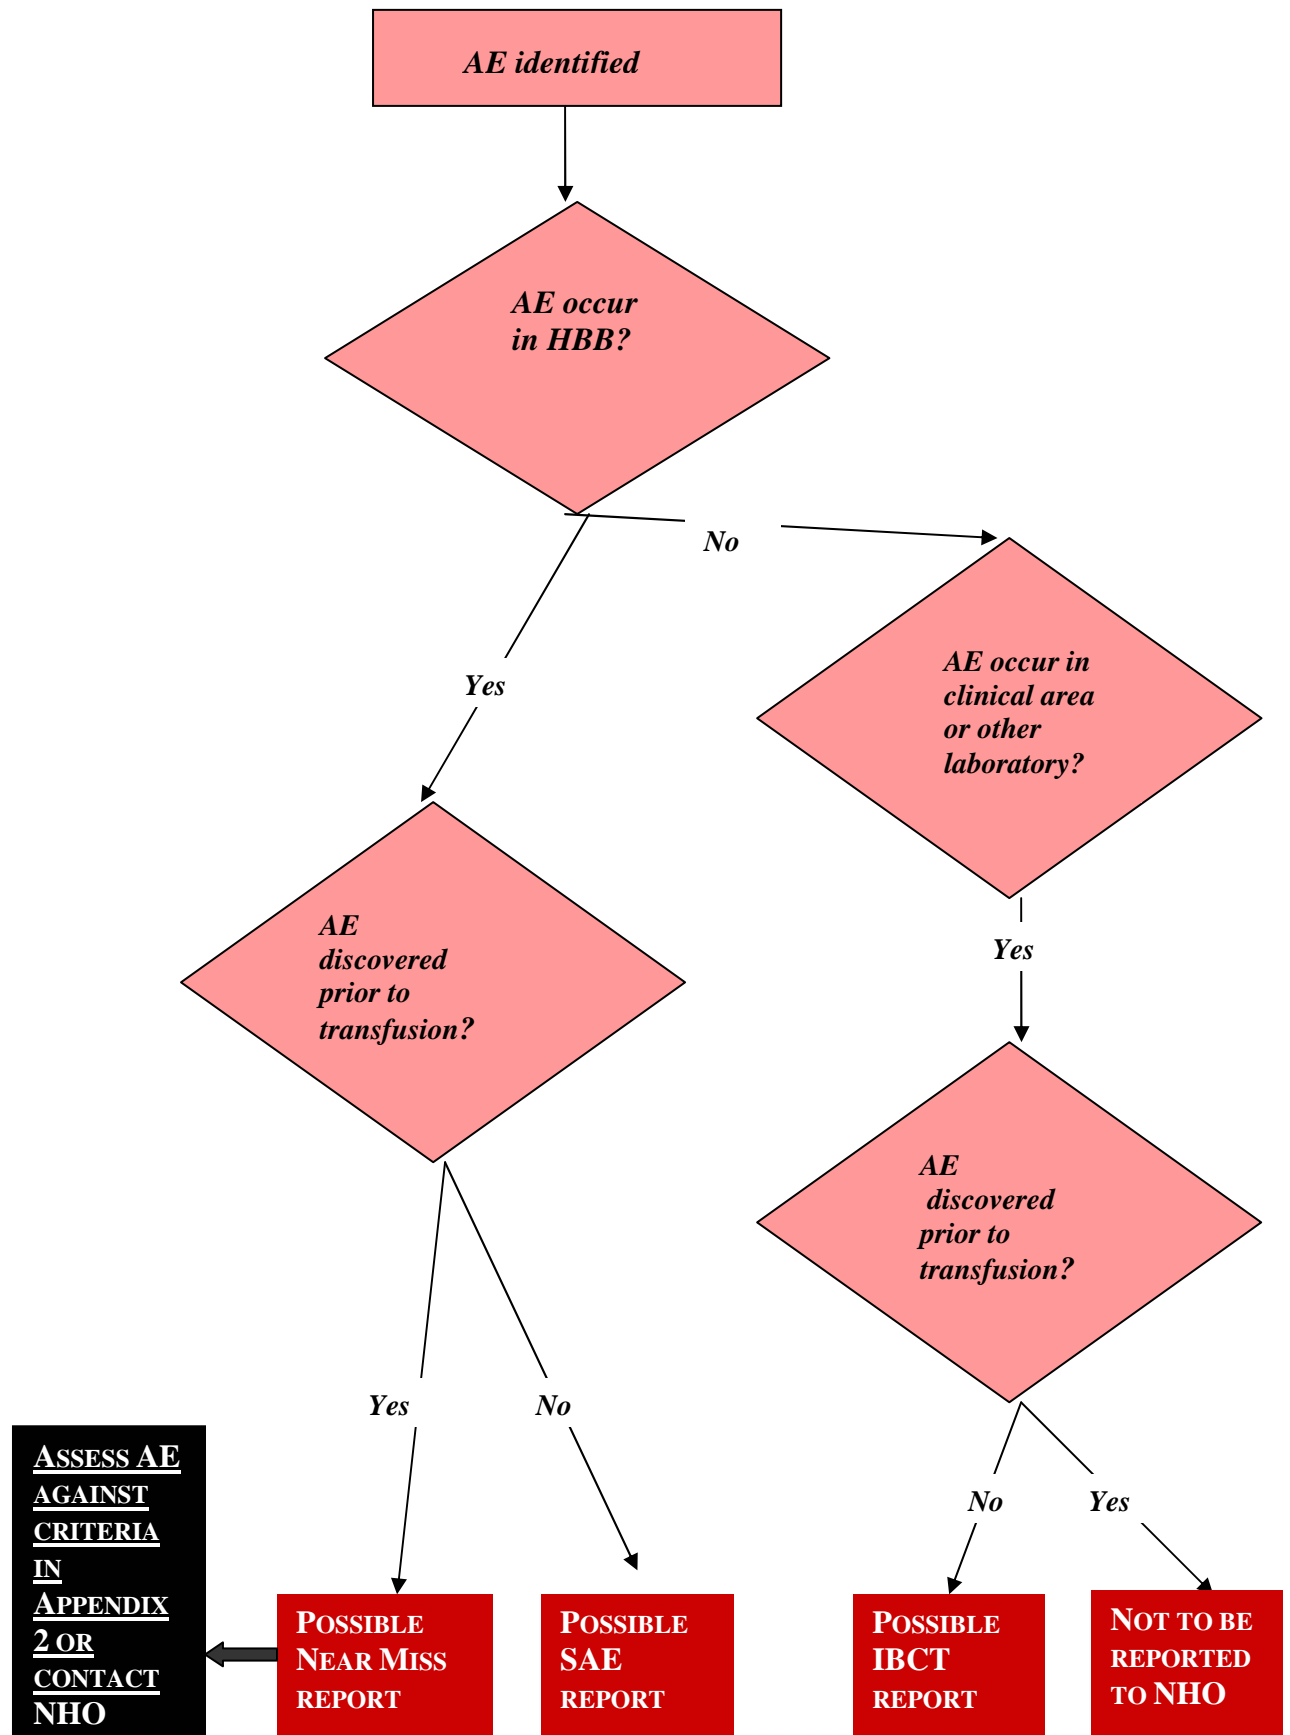 AE identified
AE occur
in HBB?
No
Yes
AE occur in
clinical area
or other
laboratory?
AE
discovered
prior to
transfusion?
Yes
AE
discovered
prior to
transfusion?
Yes
No
No
Yes
ASSESS AE
AGAINST
CRITERIA
IN
APPENDIX
2 OR
CONTACT
NHO
POSSIBLE
NEAR MISS
REPORT
POSSIBLE
SAE
REPORT
POSSIBLE
IBCT
REPORT
NOT TO BE
REPORTED
TO NHO